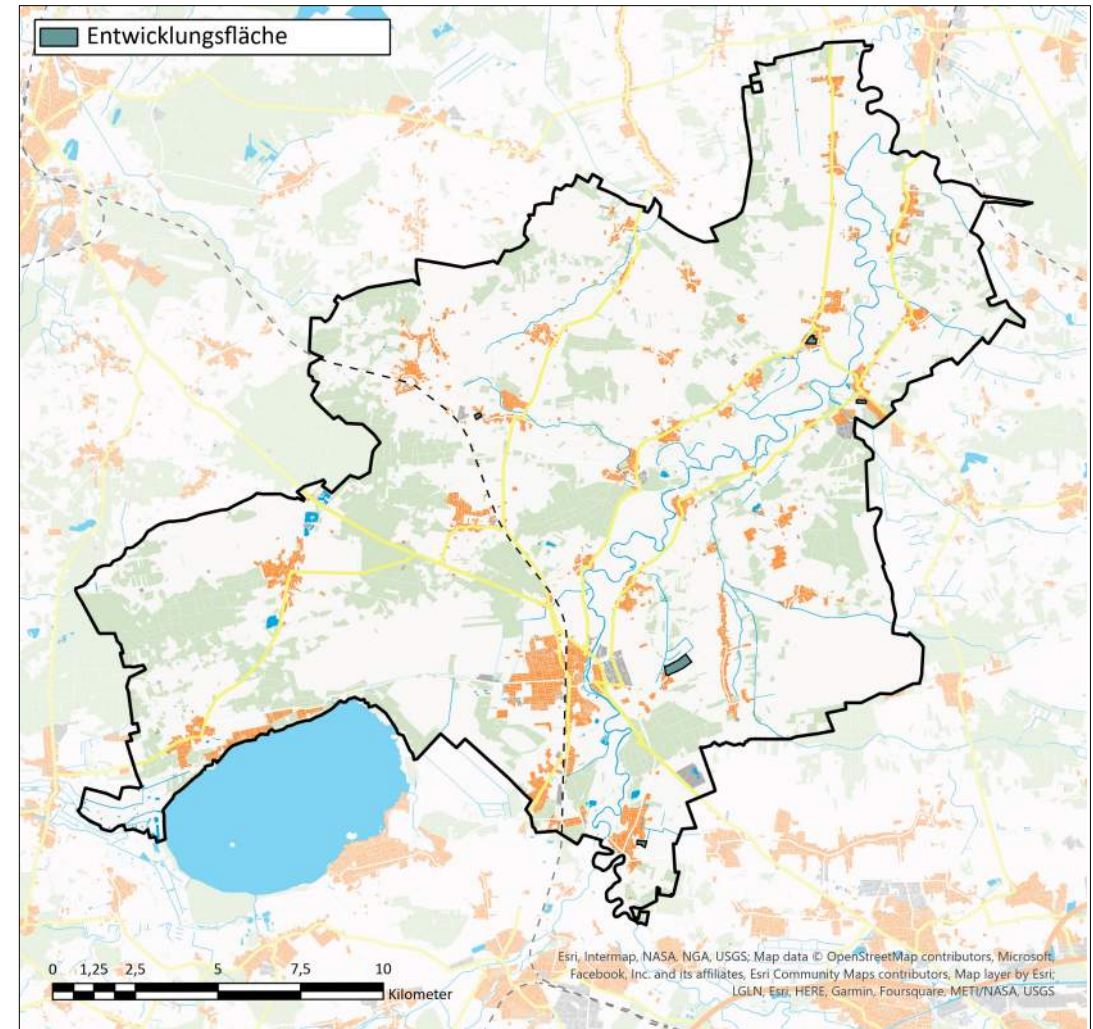 Entwicklungsfläche
Esri, Intermap, NASA, NGA, USGS; Map data © OpenStreetMap contributors, Microsoft,
Facebook, Inc. and its affiliates, Esri Community Maps contributors, Map layer by Esri;
LGLN, Esri, HERE, Garmin, Foursquare, METI/NASA, USGS
0 1,25 2,5 5 7,5 10
Kilometer